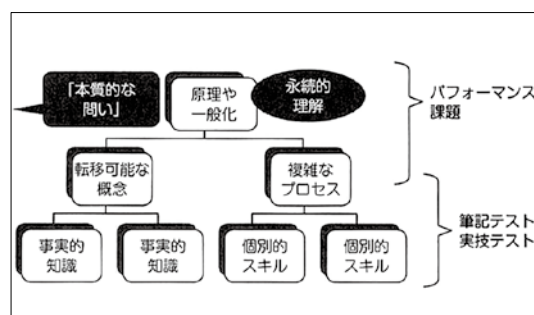 「本質的な
問い」
原理や
一般化
永続的
理解
パフォーマンス
課題
転移可能な
概念
複雑な
プロセス
事実的
知識
事実的
知識
個別的
スキル
個別的
スキル
筆記テスト
実技テスト